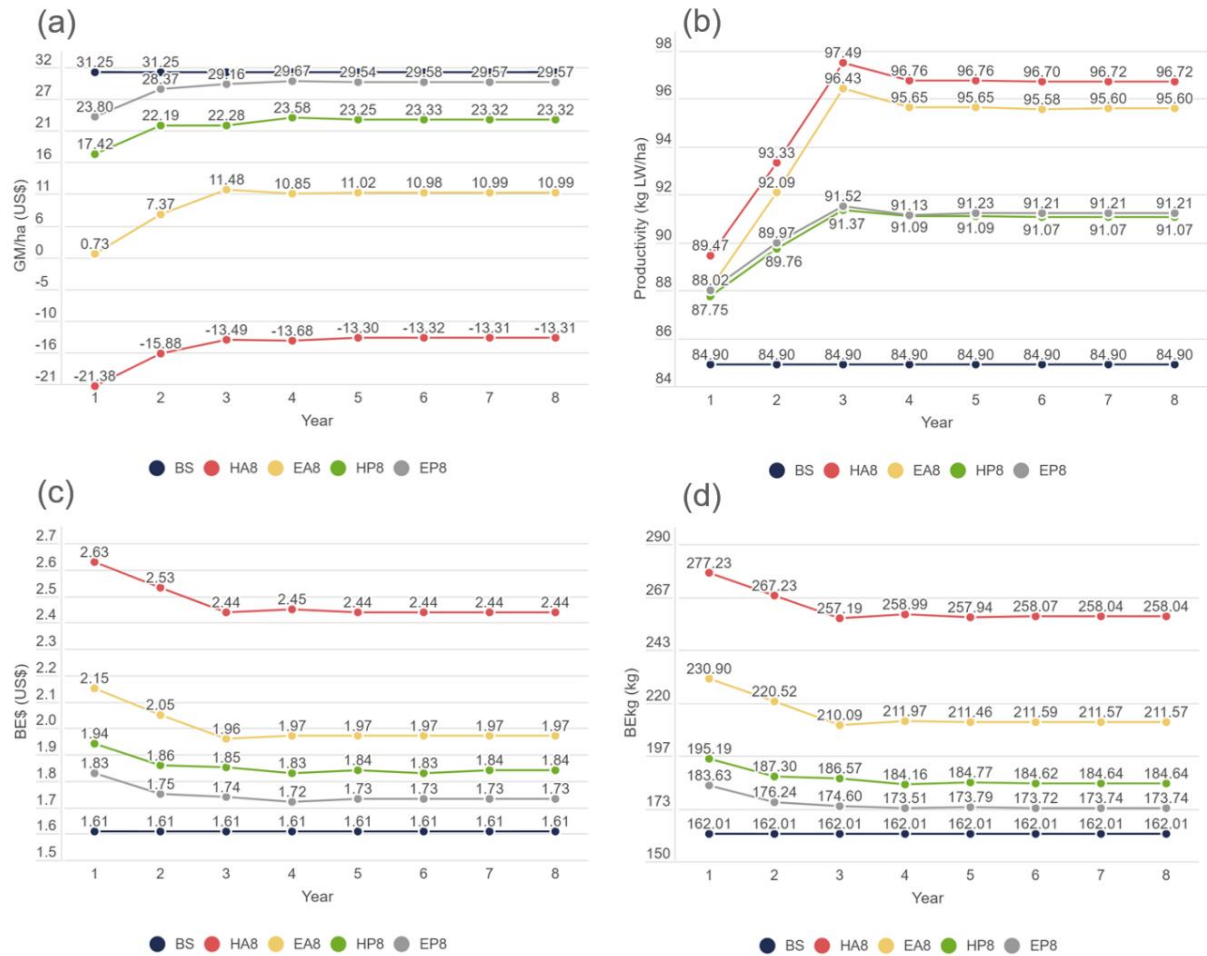 (a)
GM/ha (US$)
32
27
21
16
11
6
0
-5
-10
-16
-21
31.25 31.25
23.80 28.37 29.16 29.67 29.54 29.58 29.57 29.57
17.42 22.19 22.28 23.58 23.25 23.33 23.32 23.32
0.73 7.37 11.48 10.85 11.02 10.98 10.99 10.99
-21.38 -15.88 -13.49 -13.68 -13.30 -13.32 -13.31 -13.31
1 2 3 4 5 6 7 8
Year
BS HA8 EA8 HP8 EP8
(b)
Productivity (kg LW/ha)
98
96
94
92
90
88
86
84
89.47 93.33 97.49 96.76 96.76 96.70 96.72 96.72
92.09 96.43 95.65 95.65 95.58 95.60 95.60
88.02 89.97 91.52 91.13 91.23 91.21 91.21 91.21
87.75 89.76 91.37 91.09 91.09 91.07 91.07 91.07
84.90 84.90 84.90 84.90 84.90 84.90 84.90 84.90
1 2 3 4 5 6 7 8
Year
BS HA8 EA8 HP8 EP8
(c)
BE$ (US$)
2.7
2.6
2.5
2.4
2.3
2.2
2.1
2.0
1.9
1.8
1.7
1.6
1.5
2.63 2.53 2.44 2.45 2.44 2.44 2.44 2.44
2.15 2.05 1.96 1.97 1.97 1.97 1.97 1.97
1.94 1.86 1.85 1.83 1.84 1.83 1.84 1.84
1.83 1.75 1.74 1.72 1.73 1.73 1.73 1.73
1.61 1.61 1.61 1.61 1.61 1.61 1.61 1.61
1 2 3 4 5 6 7 8
Year
BS HA8 EA8 HP8 EP8
(d)
BEkg (kg)
290
267
243
220
197
173
150
277.23 267.23 257.19 258.99 257.94 258.07 258.04 258.04
230.90 220.52 210.09 211.97 211.46 211.59 211.57 211.57
195.19 187.30 186.57 184.16 184.77 184.62 184.64 184.64
183.63 176.24 174.60 173.51 173.79 173.72 173.74 173.74
162.01 162.01 162.01 162.01 162.01 162.01 162.01 162.01
1 2 3 4 5 6 7 8
Year
BS HA8 EA8 HP8 EP8